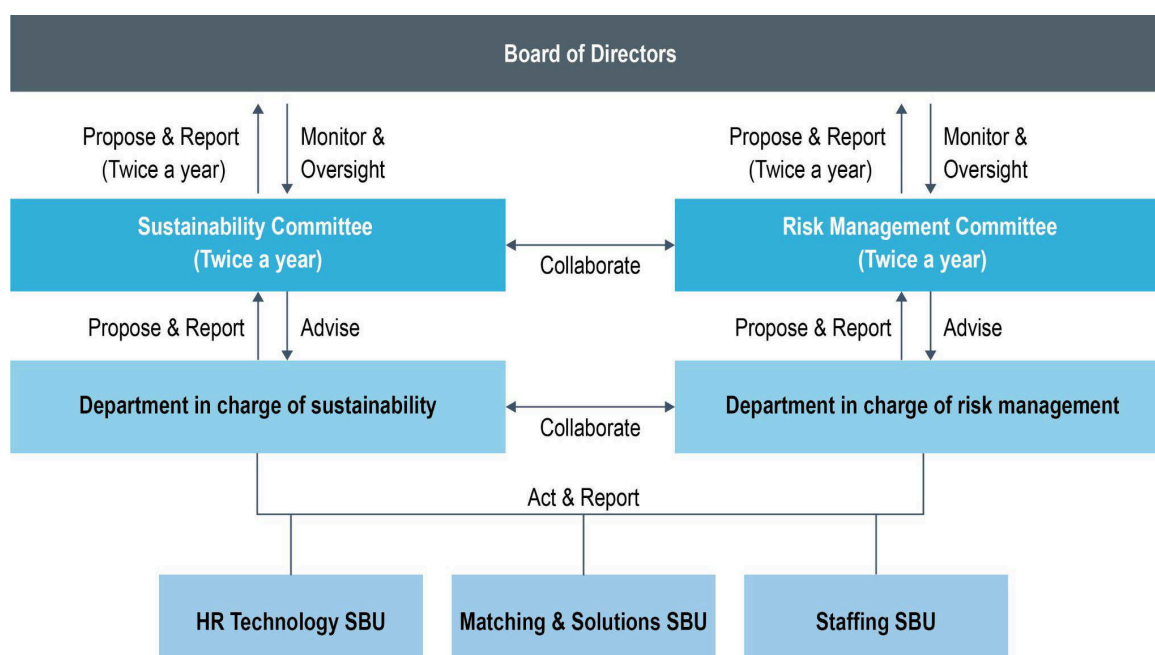 Board of Directors
Propose & Report
(Twice a year)
Monitor &
Oversight
Propose & Report
(Twice a year)
Monitor &
Oversight
Sustainability Committee
(Twice a year)
Collaborate
Risk Management Committee
(Twice a year)
Propose & Report
Advise
Propose & Report
Advise
Department in charge of sustainability
Collaborate
Department in charge of risk management
Act & Report
HR Technology SBU
Matching & Solutions SBU
Staffing SBU